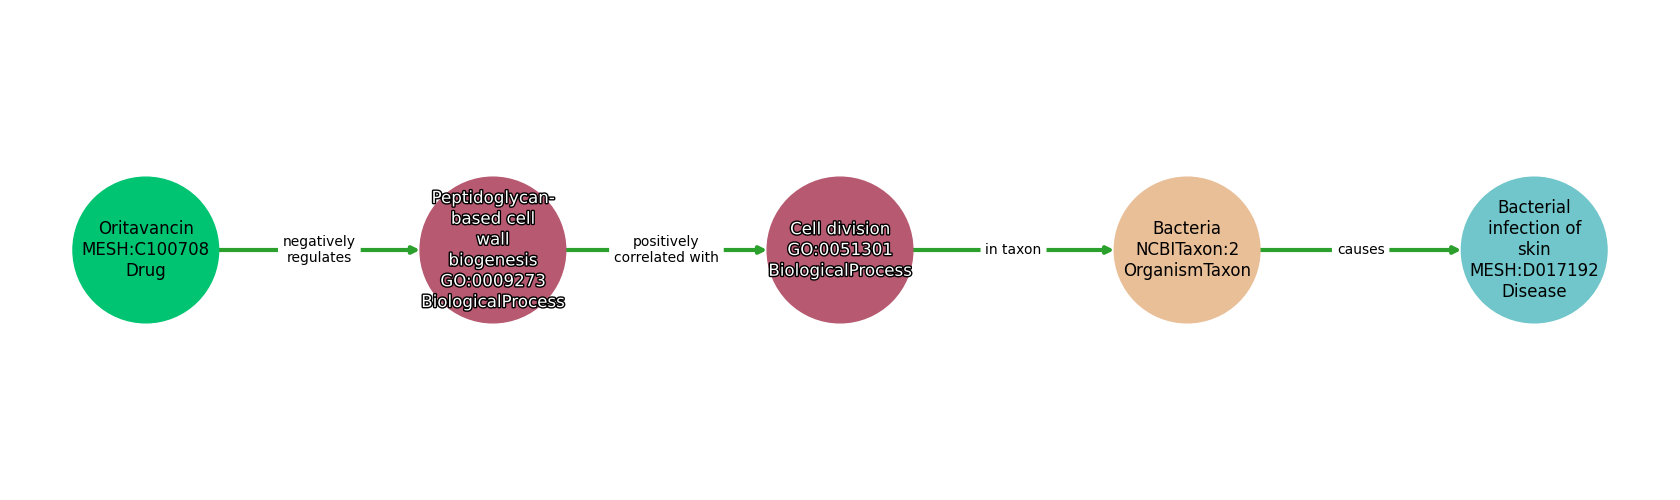 Oritavancin
MESH:C100708
Drug
negatively
regulates
Peptidoglycan-
based cell
wall
biogenesis
GO:0009273
BiologicalProcess
positively
correlated with
Cell division
GO:0051301
BiologicalProcess
in taxon
Bacteria
NCBITaxon:2
OrganismTaxon
causes
Bacterial
infection of
skin
MESH:D017192
Disease